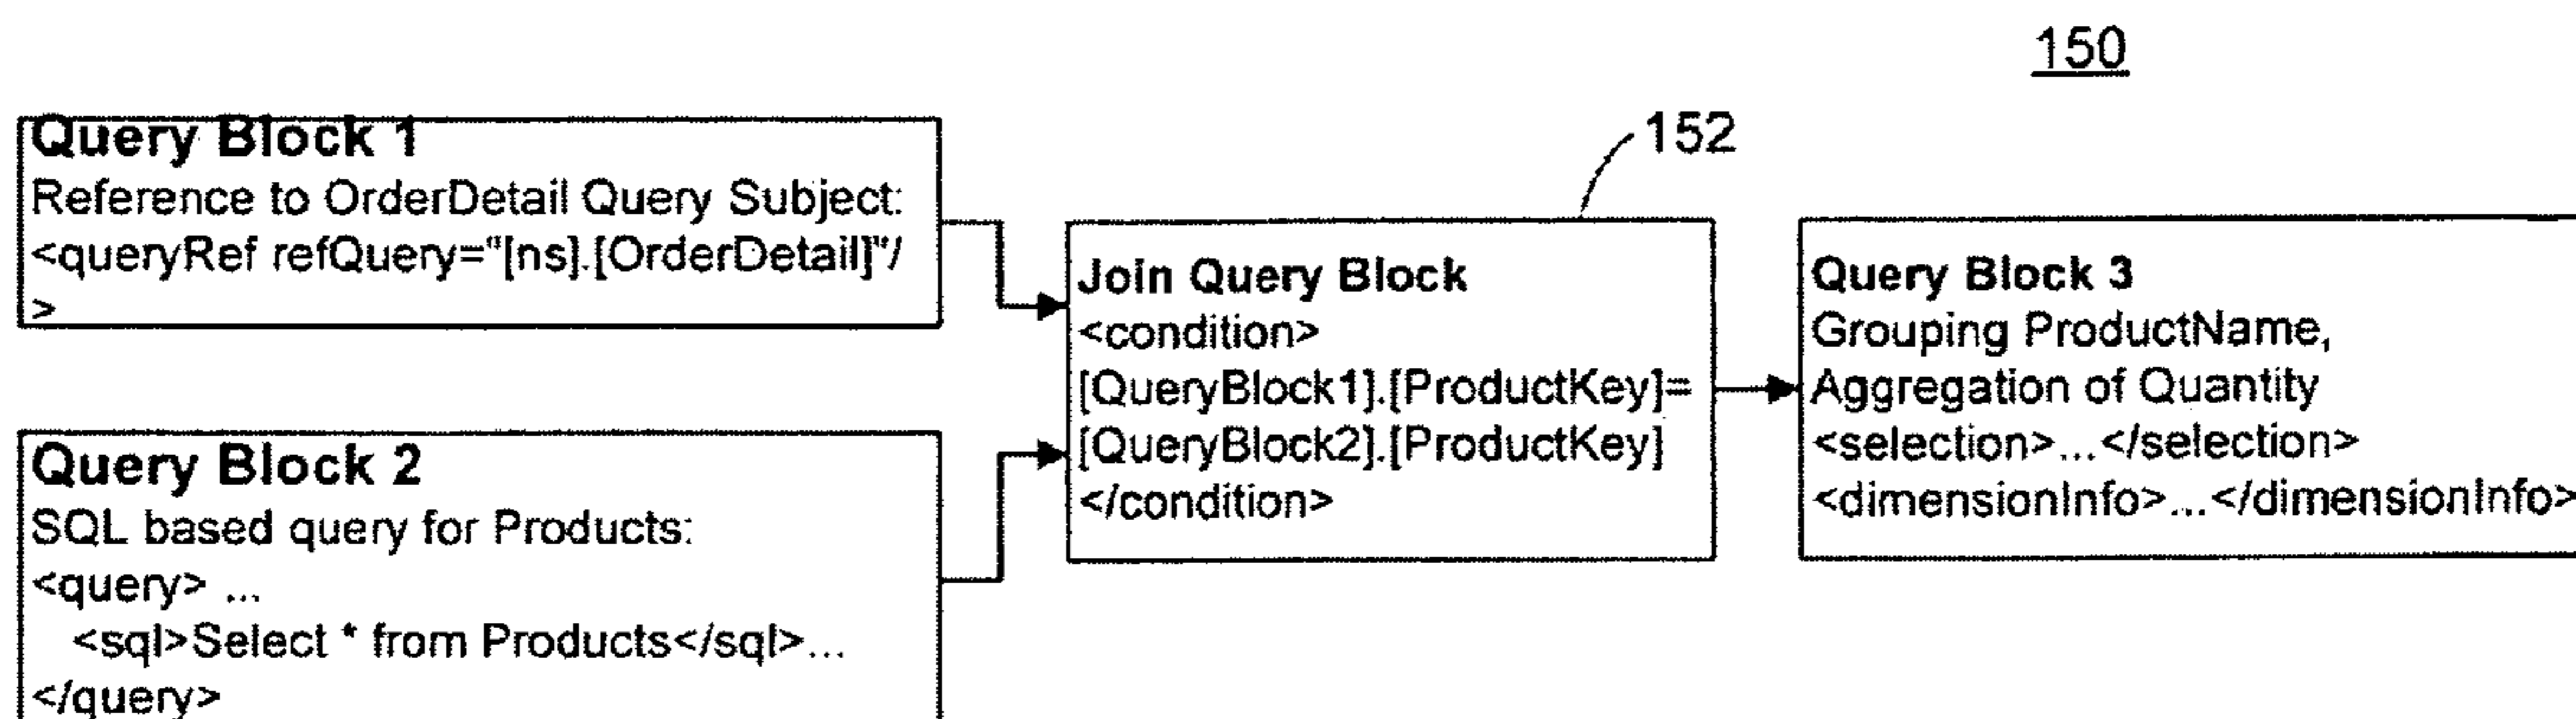 150
152
Query Block 1
Reference to OrderDetail Query Subject:
<queryRef refQuery="[ns].[OrderDetail]"/
>
Query Block 2
SQL based query for Products:
<query> ...
<sql>Select * from Products</sql>...
</query>
Join Query Block
<condition>
[QueryBlock1].[ProductKey]=
[QueryBlock2].[ProductKey]
</condition>
Query Block 3
Grouping ProductName,
Aggregation of Quantity
<selection>...</selection>
<dimensionInfo>...</dimensionInfo>